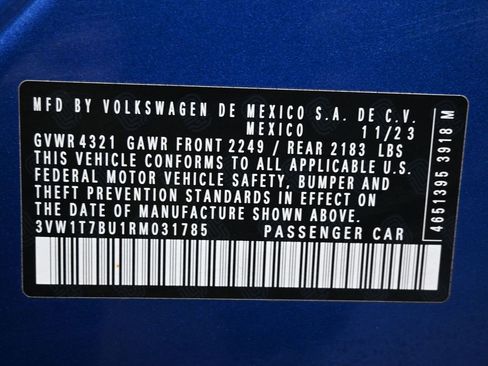 MFD BY VOLKSWAGEN DE MEXICO S.A. DE C.V.
MEXICO 11/23
GVWR 4321 GAWR FRONT 2249 / REAR 2183 LBS
THIS VEHICLE CONFORMS TO ALL APPLICABLE U.S.
FEDERAL MOTOR VEHICLE SAFETY, BUMPER AND
THEFT PREVENTION STANDARDS IN EFFECT ON
THE DATE OF MANUFACTURE SHOWN ABOVE.
3VW1T7BU1RM031785 PASSENGER CAR
4651395 3918 M